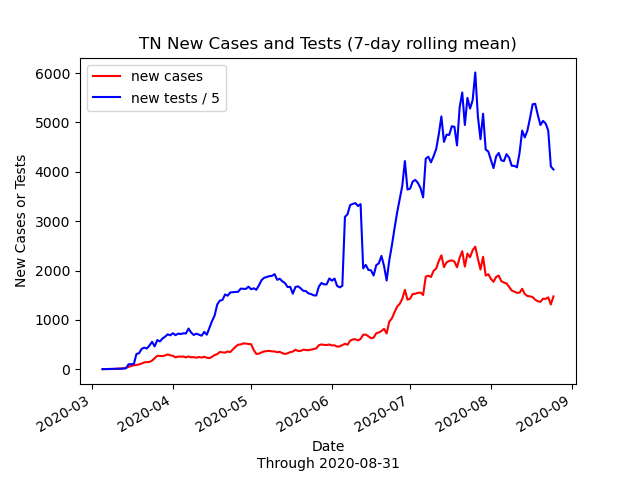 TN New Cases and Tests (7-day rolling mean)
new cases
new tests / 5
New Cases or Tests
6000
5000
4000
3000
2000
1000
0
2020-03
2020-04
2020-05
2020-06
2020-07
2020-08
2020-09
Date
Through 2020-08-31